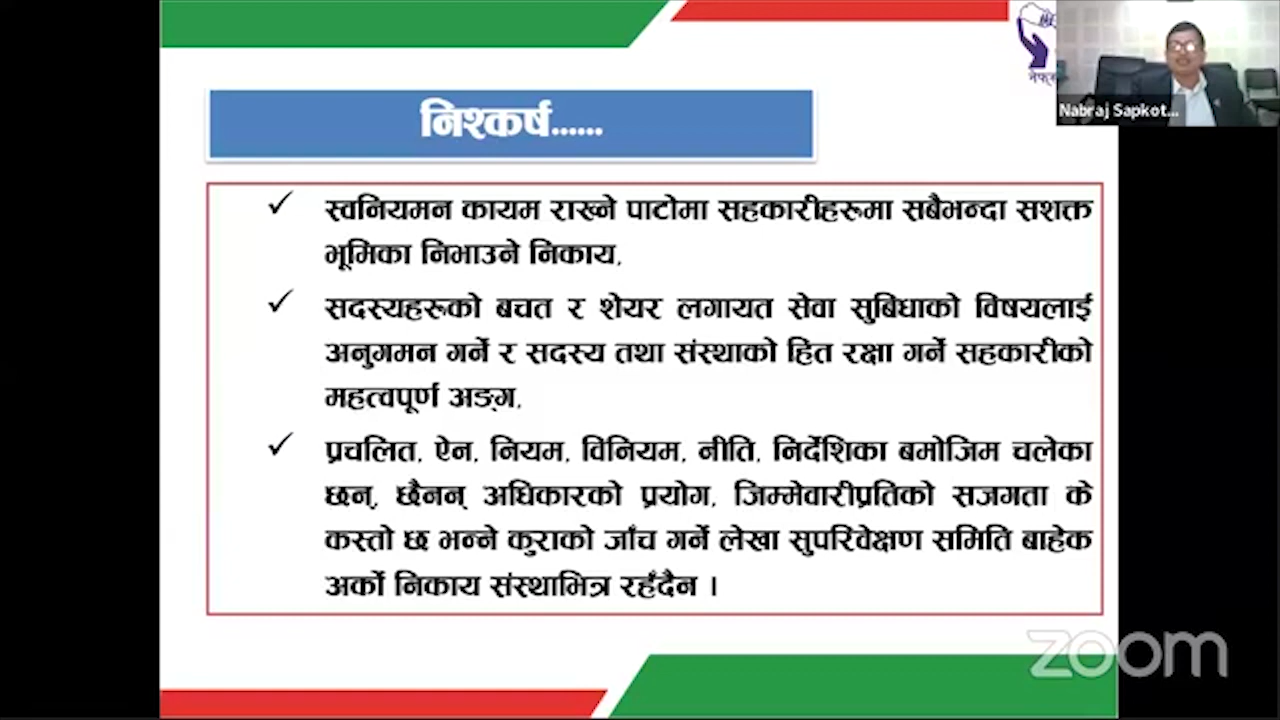 निश्कर्ष......
Nabraj Sapkot...
✓ स्वनियमन कायम राख्ने पाटोमा सहकारीहरुमा सबैभन्दा सशक्त
भूमिका निभाउने निकाय,
✓ सदस्यहरुको बचत र शेयर लगायत सेवा सुबिधाको विषयलाई
अनुगमन गर्ने र सदस्य तथा संस्थाको हित रक्षा गर्ने सहकारीको
महत्वपूर्ण अङ्ग,
✓ प्रचलित, ऐन, नियम, विनियम, नीति, निर्देशिका बमोजिम चलेका
छन्, छैनन् अधिकारको प्रयोग, जिम्मेवारीप्रतिको सजगता के
कस्तो छ भन्ने कुराको जाँच गर्ने लेखा सुपरिवेक्षण समिति बाहेक
अर्को निकाय संस्थाभित्र रहँदैन ।
zoom